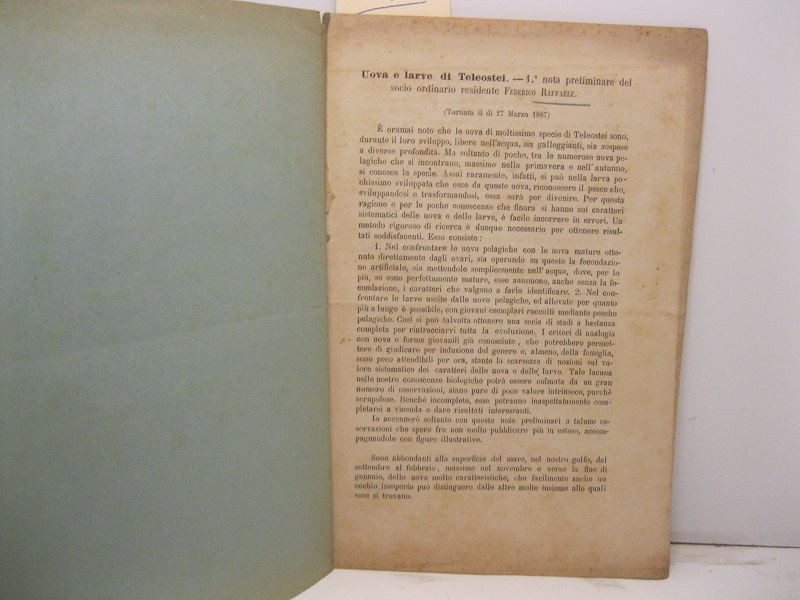 Uova e larve di Teleostei. — 1.ª nota preliminare del
socio ordinario residente FEDERICO RAFFAELE.
(Tornata il dì 27 Marzo 1887)
È oramai noto che le uova di moltissime specie di Teleostei sono,
durante il loro sviluppo, libere nell'acqua, sia galleggianti, sia sospese
a diverse profondità. Ma soltanto di poche, tra le numerose uova pe-
lagiche che si incontrano, massime nella primavera e nell'autunno,
si conosce la specie. Assai raramente, infatti, si può nella larva po-
chissimo sviluppata che esce da queste uova, riconoscere il pesce che,
sviluppandosi e trasformandosi, essa sarà per divenire. Per questa
ragione e per le poche conoscenze che finora si hanno sui caratteri
sistematici delle uova e delle larve, è facile incorrere in errori. Un
metodo rigoroso di ricerca è dunque necessario per ottenere risul-
tati soddisfacenti. Esso consiste:
1. Nel confrontare le uova pelagiche con le uova mature otte-
nute direttamente dagli ovari, sia operando su queste la fecondazio-
ne artificiale, sia mettendole semplicemente nell'acqua, dove, per lo
più, se sono perfettamente mature, esse assumono, anche senza la fe-
condazione, i caratteri che valgono a farle identificare. 2. Nel con-
frontare le larve uscite dalle uova pelagiche, ed allevate per quanto
più a lungo è possibile, con giovani esemplari raccolti mediante pesche
pelagiche. Così si può talvolta ottenere una serie di stadi a bastanza
completa per rintracciarvi tutta la evoluzione. I criteri di analogia
con uova e forme giovanili già conosciute, che potrebbero permet-
tere di giudicare per induzione del genere o, almeno, della famiglia,
sono poco attendibili per ora, stante la scarsezza di nozioni sul va-
lore sistematico dei caratteri delle uova e delle larve. Tale lacuna
nelle nostre conoscenze biologiche potrà essere colmata da un gran
numero di osservazioni, siano pure di poco valore intrinseco, purchè
scrupolose. Benchè incomplete, esse potranno inaspettatamente com-
pletarsi a vicenda e dare risultati interessanti.
Io accennerò soltanto con queste note preliminari a talune os-
servazioni che spero fra non molto pubblicare più in esteso, accom-
pagnandole con figure illustrative.
Sono abbondanti alla superficie del mare, nel nostro golfo, dal
settembre al febbraio, massime nel novembre e verso la fine di
gennaio, delle uova molto caratteristiche, che facilmente anche un
occhio inesperto può distinguere dalle altre molte insieme alle quali
esse si trovano.